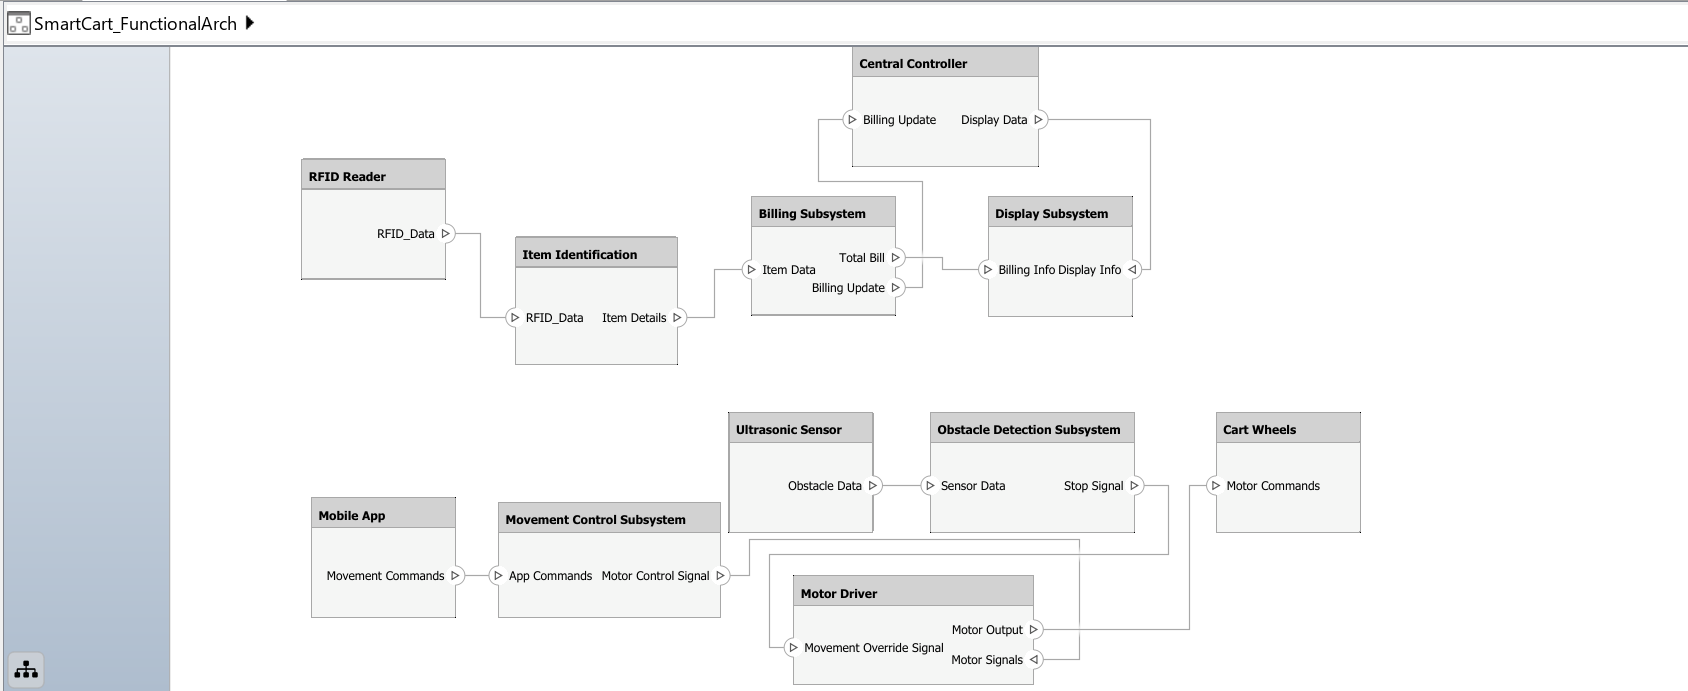 SmartCart_FunctionalArch
Central Controller
Billing Update Display Data
RFID Reader
RFID_Data
Billing Subsystem
Total Bill
Item Data
Billing Update
Display Subsystem
Billing Info Display Info
Item Identification
RFID_Data Item Details
Ultrasonic Sensor
Obstacle Data
Obstacle Detection Subsystem
Sensor Data Stop Signal
Cart Wheels
Motor Commands
Mobile App
Movement Commands
Movement Control Subsystem
App Commands Motor Control Signal
Motor Driver
Motor Output
Movement Override Signal
Motor Signals